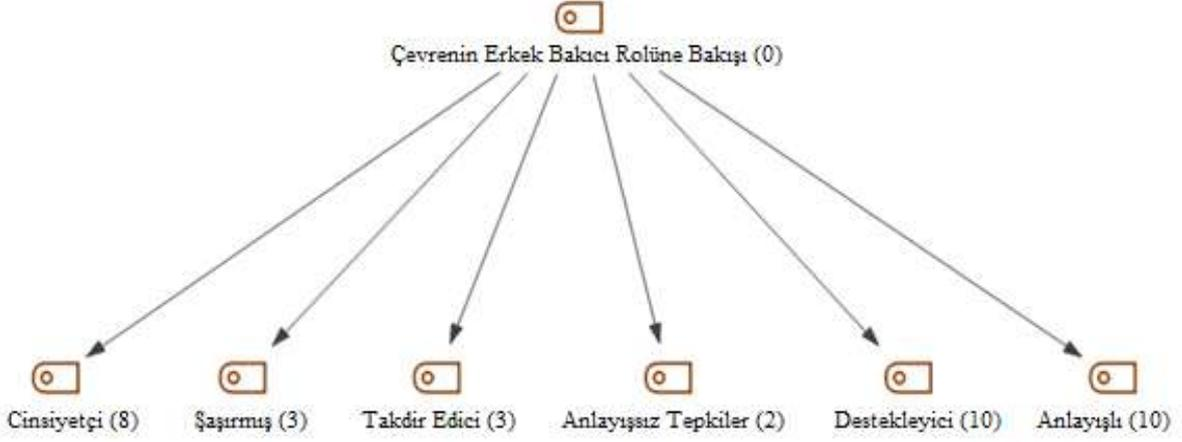 Çevrenin Erkek Bakıcı Rolüne Bakışı (0)
Cinsiyetçi (8)
Şaşırmış (3)
Takdir Edici (3)
Anlayışsız Tepkiler (2)
Destekleyici (10)
Anlayışlı (10)